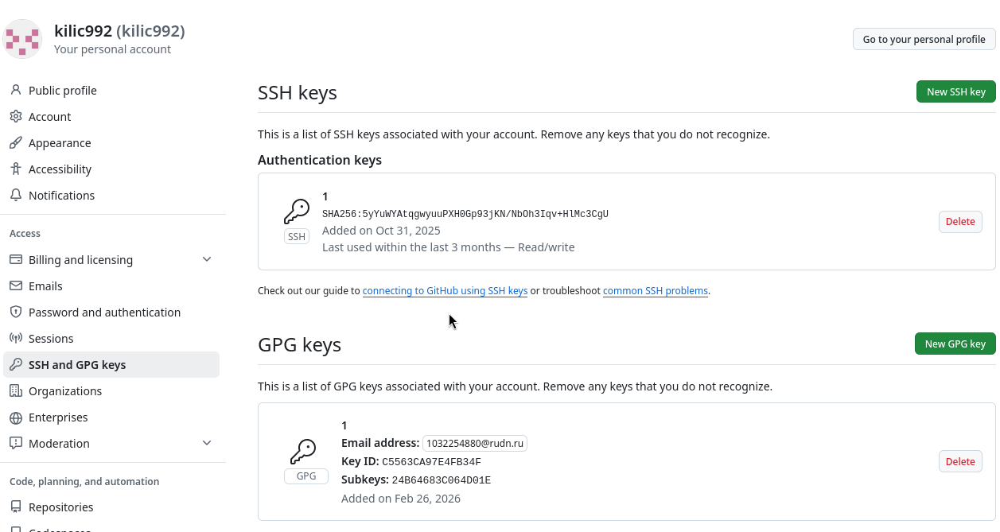 kilic992 (kilic992)
Your personal account
Go to your personal profile
Public profile
Account
Appearance
Accessibility
Notifications
Access
Billing and licensing
Emails
Password and authentication
Sessions
SSH and GPG keys
Organizations
Enterprises
Moderation
Code, planning, and automation
Repositories
Codespaces
SSH keys
New SSH key
This is a list of SSH keys associated with your account. Remove any keys that you do not recognize.
Authentication keys
1
SHA256:5yYuWYAtqgwyuuPXH0Gp93jKN/NbOh3Iqv+HlMc3CgU
SSH
Added on Oct 31, 2025
Last used within the last 3 months — Read/write
Delete
Check out our guide to connecting to GitHub using SSH keys or troubleshoot common SSH problems.
GPG keys
New GPG key
This is a list of GPG keys associated with your account. Remove any keys that you do not recognize.
1
Email address: 1032254880@rudn.ru
Key ID: C5563CA97E4FB34F
GPG
Subkeys: 24B64683C064D01E
Added on Feb 26, 2026
Delete